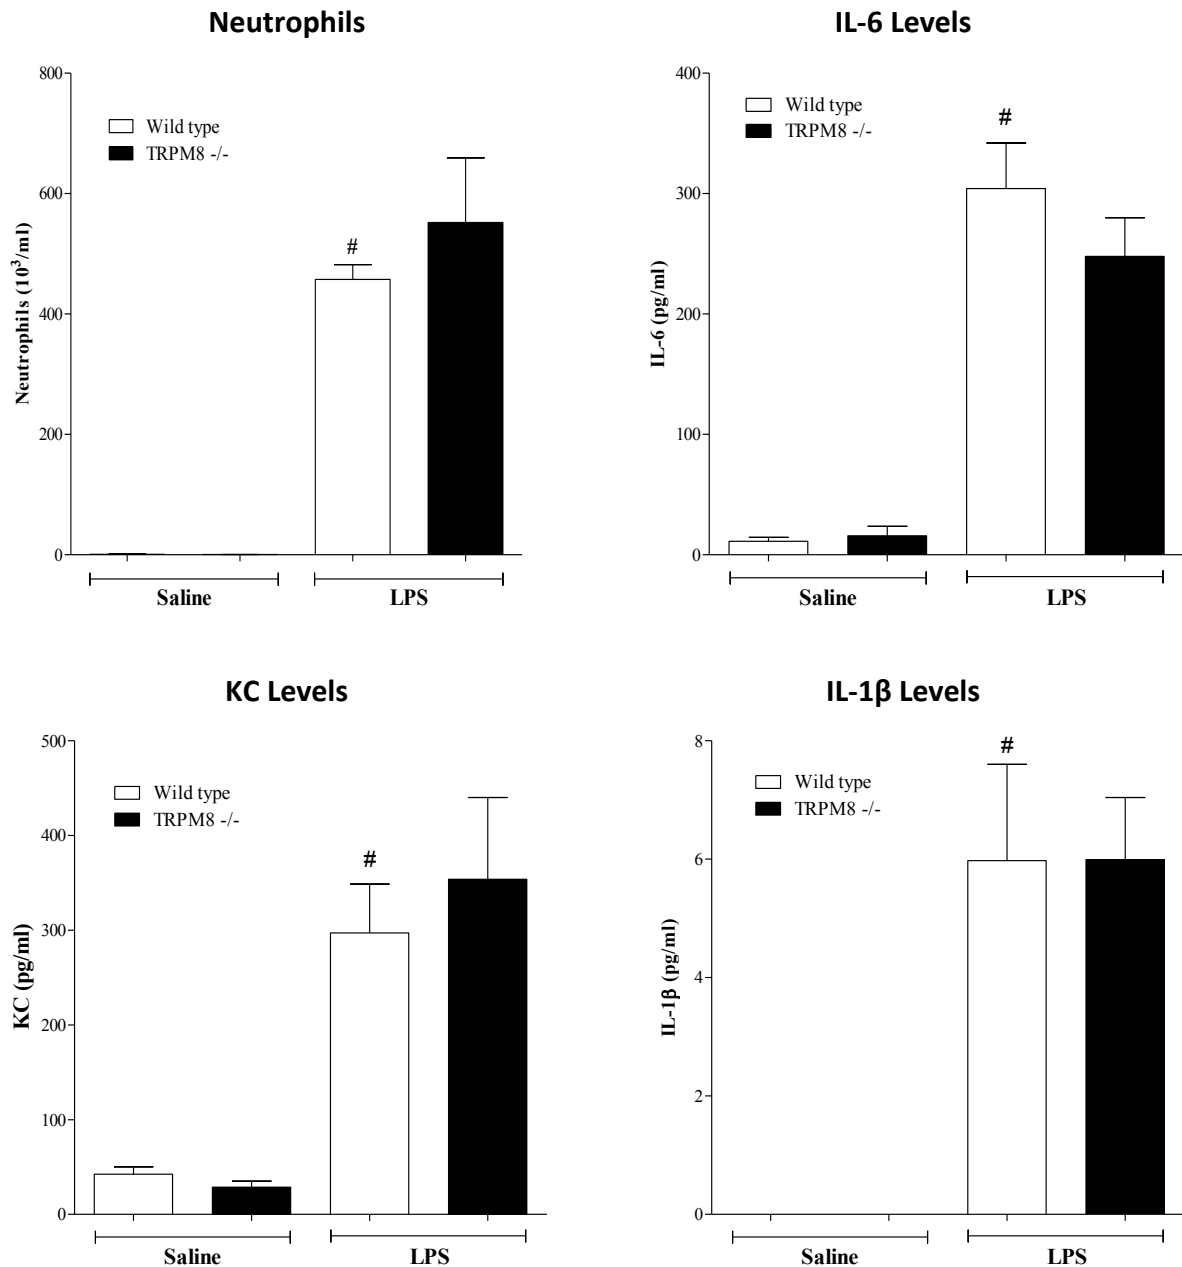 Neutrophils
800
600
400
200
0
Neutrophils (10³/ml)
Wild type
TRPM8 -/-
#
Saline
LPS
IL-6 Levels
400
300
200
100
0
IL-6 (pg/ml)
Wild type
TRPM8 -/-
#
Saline
LPS
KC Levels
500
400
300
200
100
0
KC (pg/ml)
Wild type
TRPM8 -/-
#
Saline
LPS
IL-1β Levels
8
6
4
2
0
IL-1β (pg/ml)
Wild type
TRPM8 -/-
#
Saline
LPS